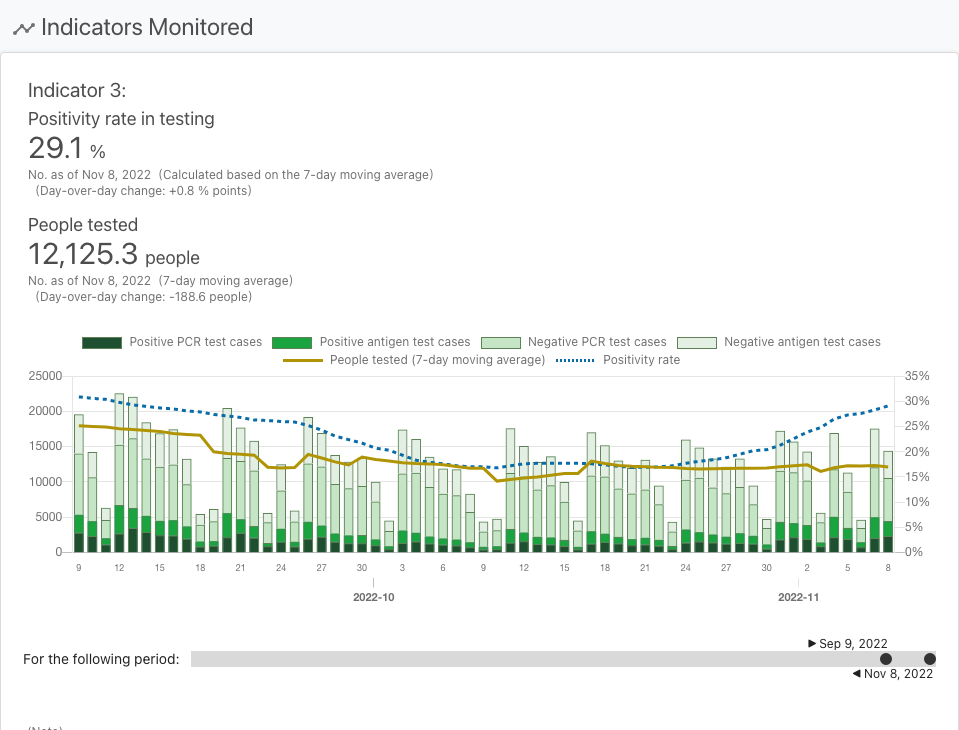 Indicators Monitored
Indicator 3:
Positivity rate in testing
29.1 %
No. as of Nov 8, 2022 (Calculated based on the 7-day moving average)
(Day-over-day change: +0.8 % points)
People tested
12,125.3 people
No. as of Nov 8, 2022 (7-day moving average)
(Day-over-day change: -188.6 people)
Positive PCR test cases Positive antigen test cases Negative PCR test cases Negative antigen test cases
People tested (7-day moving average) Positivity rate
25000 35%
20000 30%
25%
15000 20%
10000 15%
10%
5000 5%
0 0%
9 12 15 18 21 24 27 30 3 6 9 12 15 18 21 24 27 30 2 5 8
2022-10 2022-11
▶ Sep 9, 2022
For the following period:
◀ Nov 8, 2022